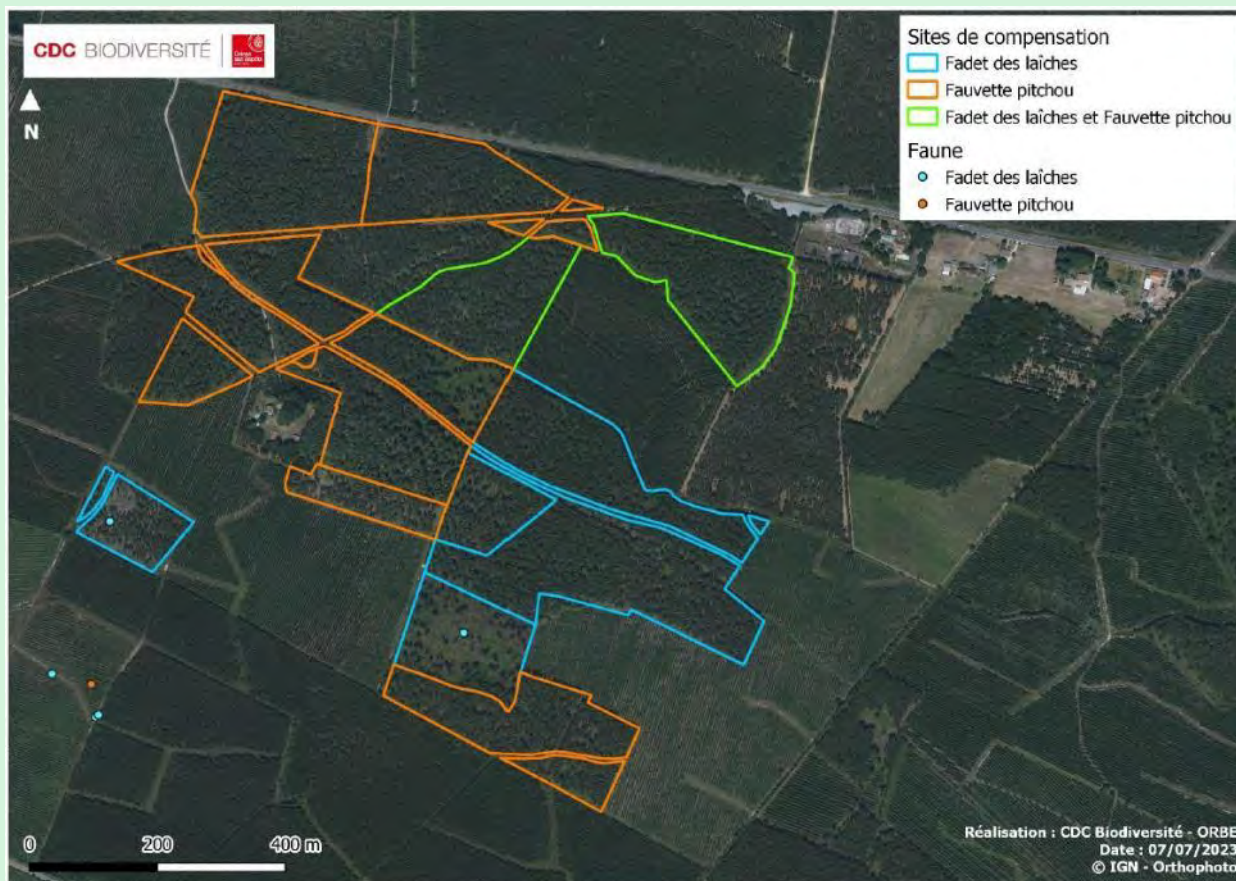 CDC BIODIVERSITÉ
N
Sites de compensation
Fadet des laîches
Fauvette pitchou
Fadet des laîches et Fauvette pitchou
Faune
Fadet des laîches
Fauvette pitchou
0 200 400 m
Réalisation : CDC Biodiversité - ORBE
Date : 07/07/2023
© IGN - Orthophoto